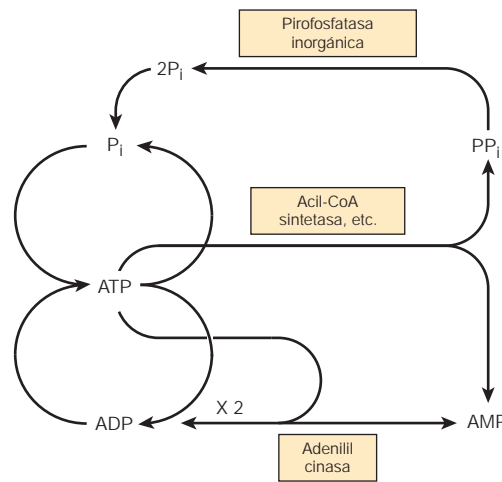 Pirofosfatasa
inorgánica
2Pi
Pi
PPi
Acil-CoA
sintetasa, etc.
ATP
X 2
ADP
AMP
Adenilil
cinasa